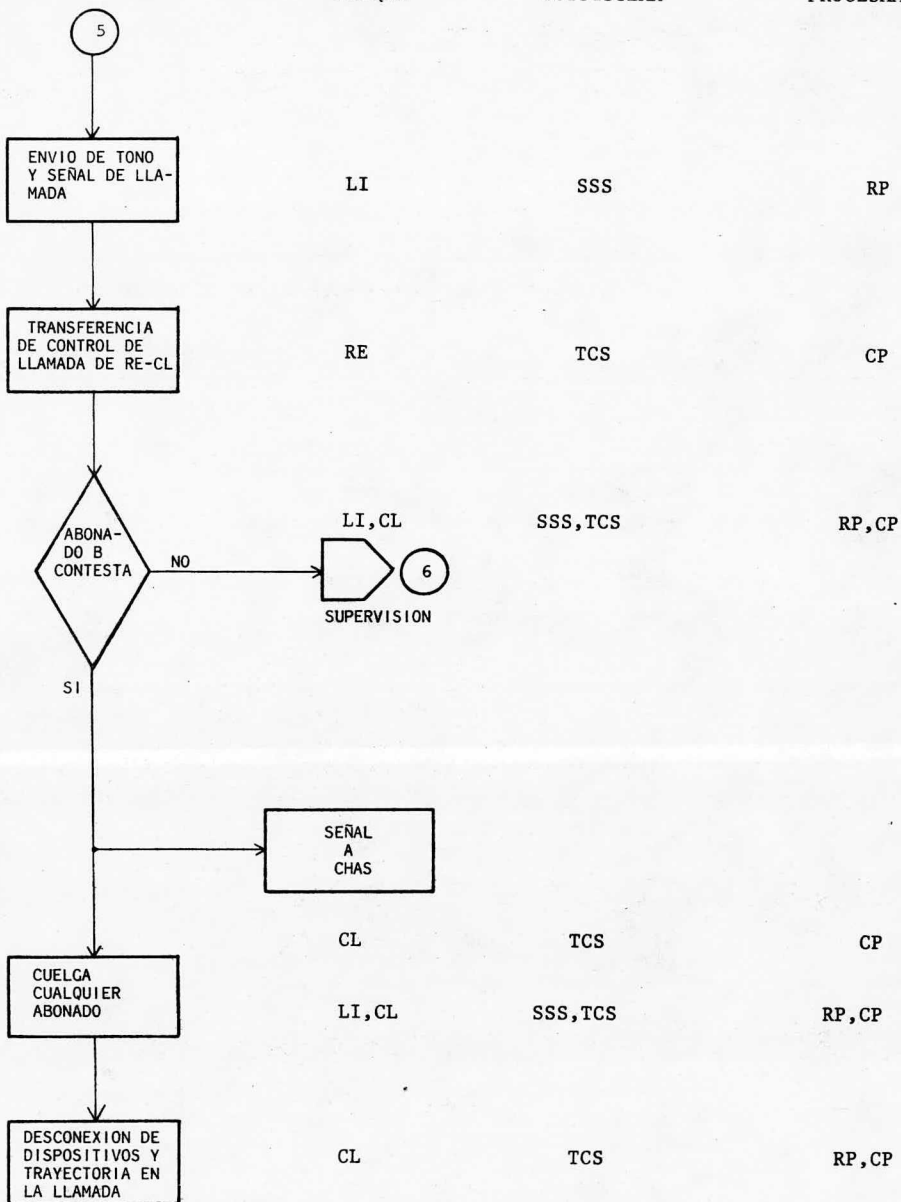 5
ENVIO DE TONO
Y SEÑAL DE LLA-
MADA
LI SSS RP
TRANSFERENCIA
DE CONTROL DE
LLAMADA DE RE-CL
RE TCS CP
ABONA-
DO B
CONTESTA
NO
LI,CL SSS,TCS RP,CP
6
SUPERVISION
SI
SEÑAL
A
CHAS
CL TCS CP
CUELGA
CUALQUIER
ABONADO
LI,CL SSS,TCS RP,CP
DESCONEXION DE
DISPOSITIVOS Y
TRAYECTORIA EN
LA LLAMADA
CL TCS RP,CP